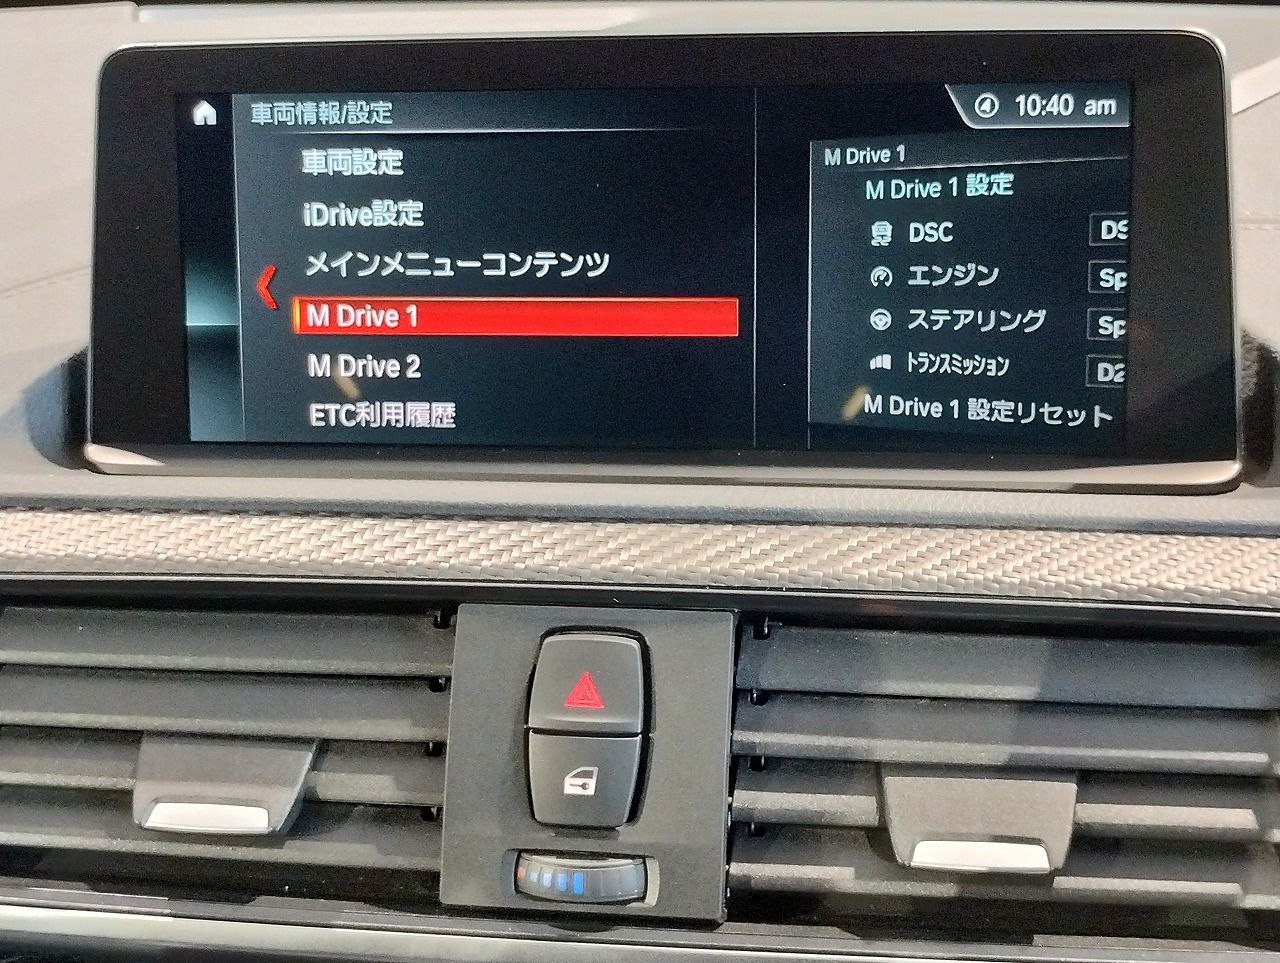 車両情報/設定
10:40 am
車両設定
iDrive設定
メインメニューコンテンツ
M Drive 1
M Drive 2
ETC利用履歴
M Drive 1
M Drive 1 設定
DSC DS
エンジン Sp
ステアリング Sp
トランスミッション D2
M Drive 1 設定リセット